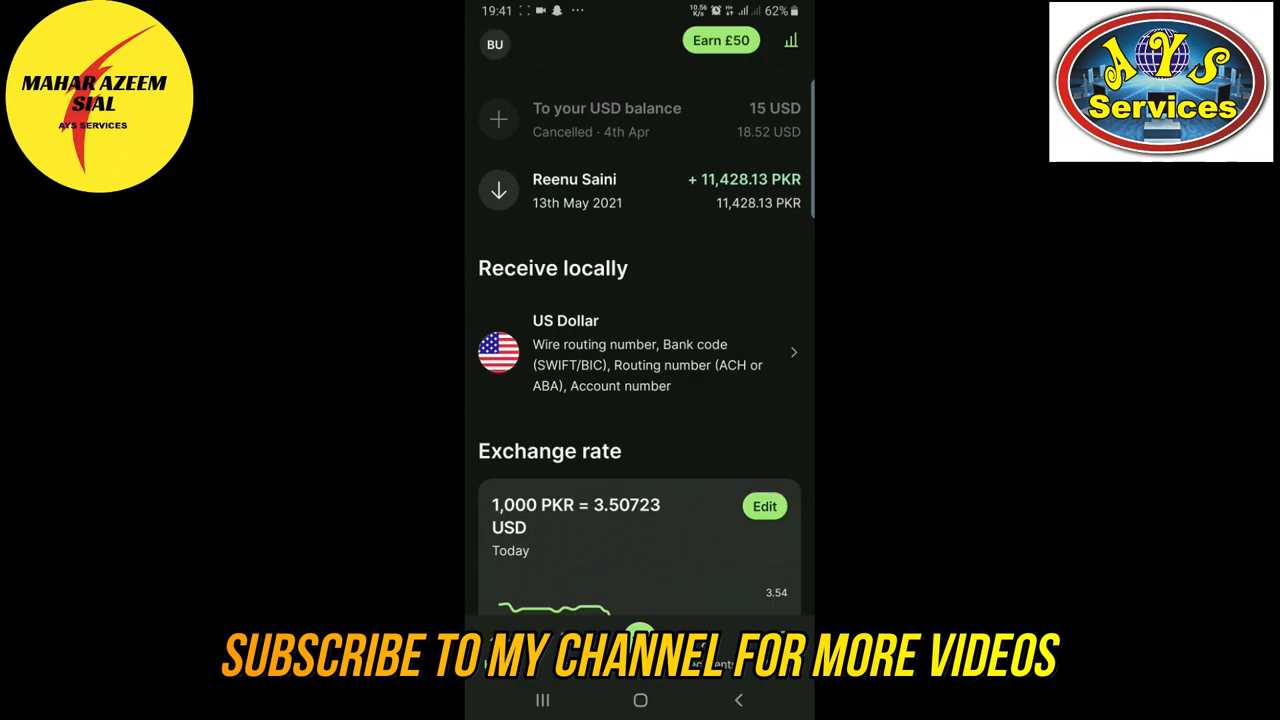 MAHAR AZEEM
SIAL
AYS SERVICES
19:41
10.56
K/s
62%
AYS
Services
BU
Earn £50
To your USD balance
15 USD
Cancelled · 4th Apr
18.52 USD
Reenu Saini
+ 11,428.13 PKR
13th May 2021
11,428.13 PKR
Receive locally
US Dollar
Wire routing number, Bank code
(SWIFT/BIC), Routing number (ACH or
ABA), Account number
Exchange rate
1,000 PKR = 3.50723
USD
Edit
Today
3.54
SUBSCRIBE TO MY CHANNEL FOR MORE VIDEOS